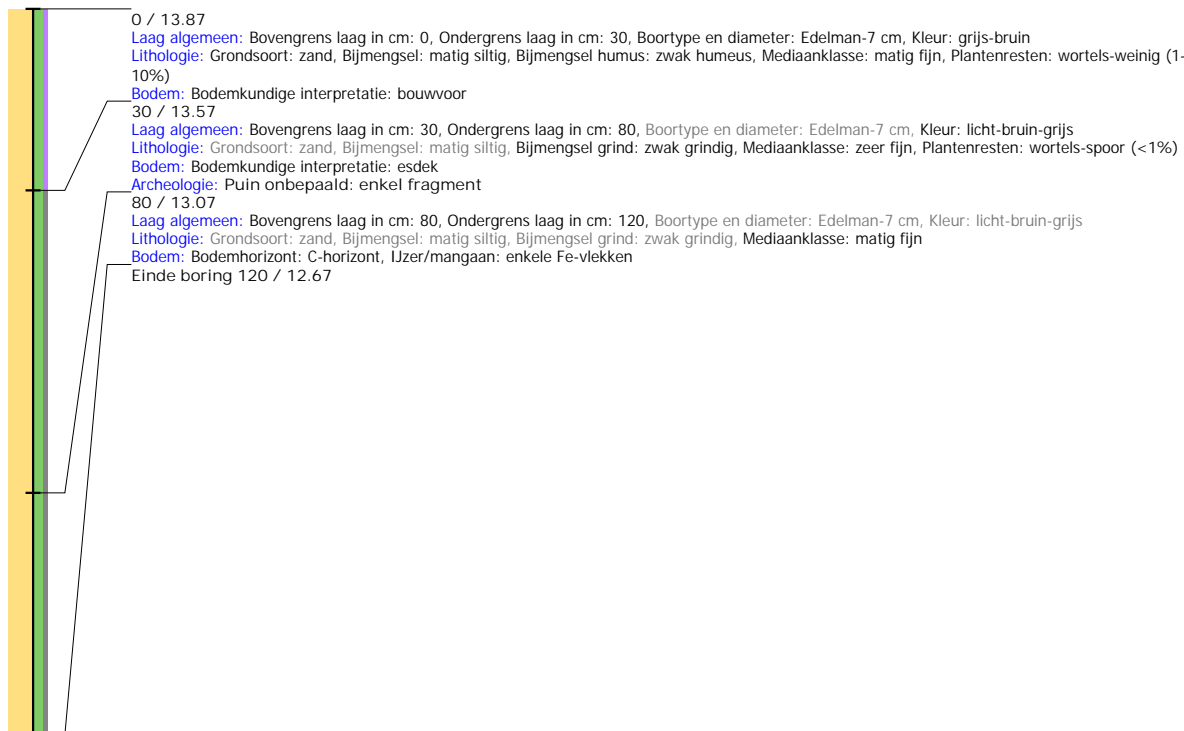 0 / 13.87
Laag algemeen: Bovengrens laag in cm: 0, Ondergrens laag in cm: 30, Boortype en diameter: Edelman-7 cm, Kleur: grijs-bruin
Lithologie: Grondsoort: zand, Bijmengsel: matig siltig, Bijmengsel humus: zwak humeus, Mediaanklasse: matig fijn, Plantenresten: wortels-weinig (1-
10%)
Bodem: Bodemkundige interpretatie: bouwvoor
30 / 13.57
Laag algemeen: Bovengrens laag in cm: 30, Ondergrens laag in cm: 80, Boortype en diameter: Edelman-7 cm, Kleur: licht-bruin-grijs
Lithologie: Grondsoort: zand, Bijmengsel: matig siltig, Bijmengsel grind: zwak grindig, Mediaanklasse: zeer fijn, Plantenresten: wortels-spoor (<1%)
Bodem: Bodemkundige interpretatie: esdek
Archeologie: Puin onbepaald: enkel fragment
80 / 13.07
Laag algemeen: Bovengrens laag in cm: 80, Ondergrens laag in cm: 120, Boortype en diameter: Edelman-7 cm, Kleur: licht-bruin-grijs
Lithologie: Grondsoort: zand, Bijmengsel: matig siltig, Bijmengsel grind: zwak grindig, Mediaanklasse: matig fijn
Bodem: Bodemhorizont: C-horizont, IJzer/mangaan: enkele Fe-vlekken
Einde boring 120 / 12.67